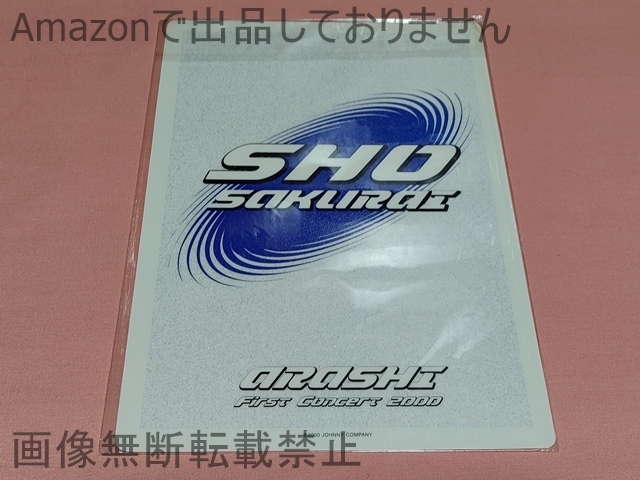 Amazonで出品しておりません
SHO
SAKURAI
ARASHI
First Concert 2000
©2000 JOHNNY COMPANY
画像無断転載禁止